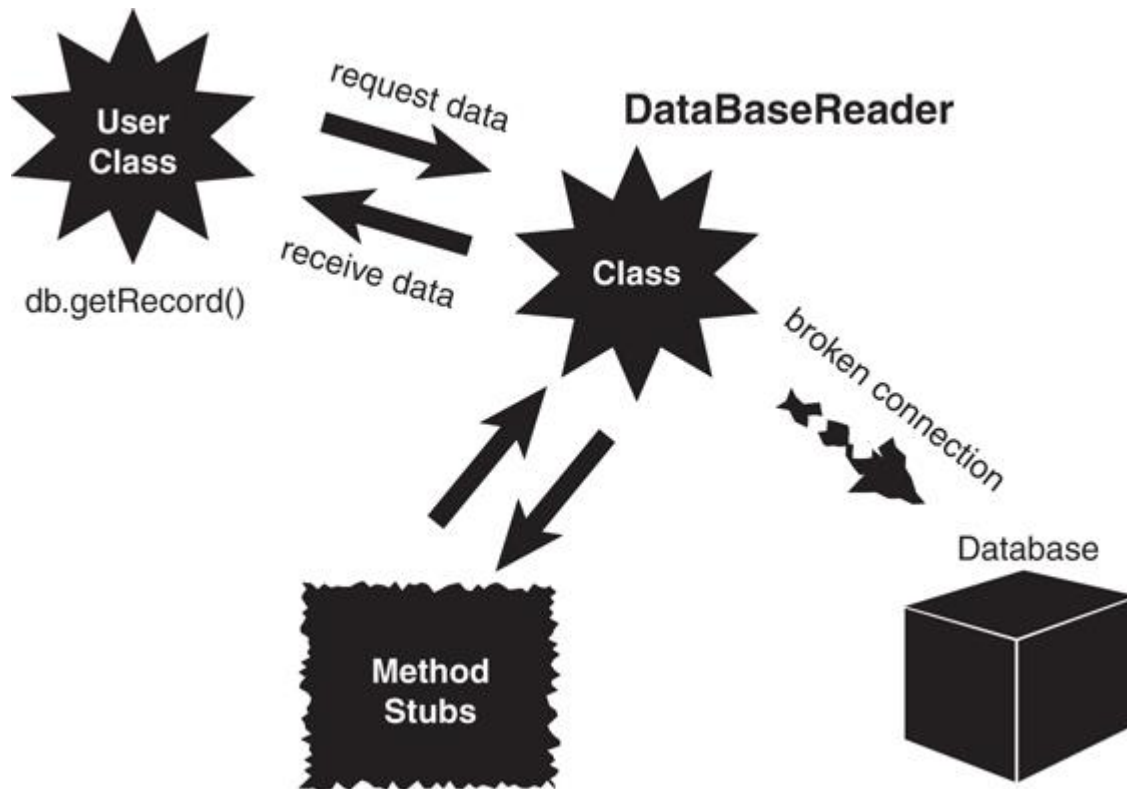 User
Class
request data
receive data
db.getRecord()
DataBaseReader
Class
broken connection
Database
Method
Stubs